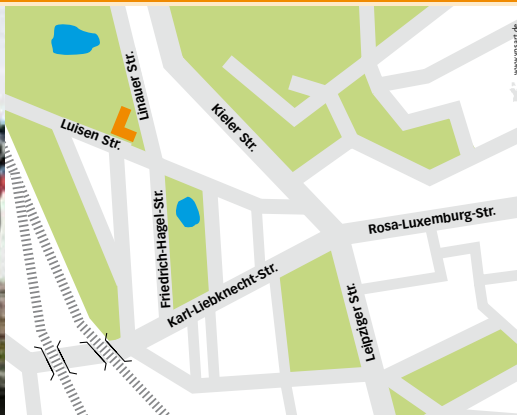 Linauer Str.
Luisen Str.
Kieler Str.
Friedrich-Hagel-Str.
Rosa-Luxemburg-Str.
Karl-Liebknecht-Str.
Leipziger Str.